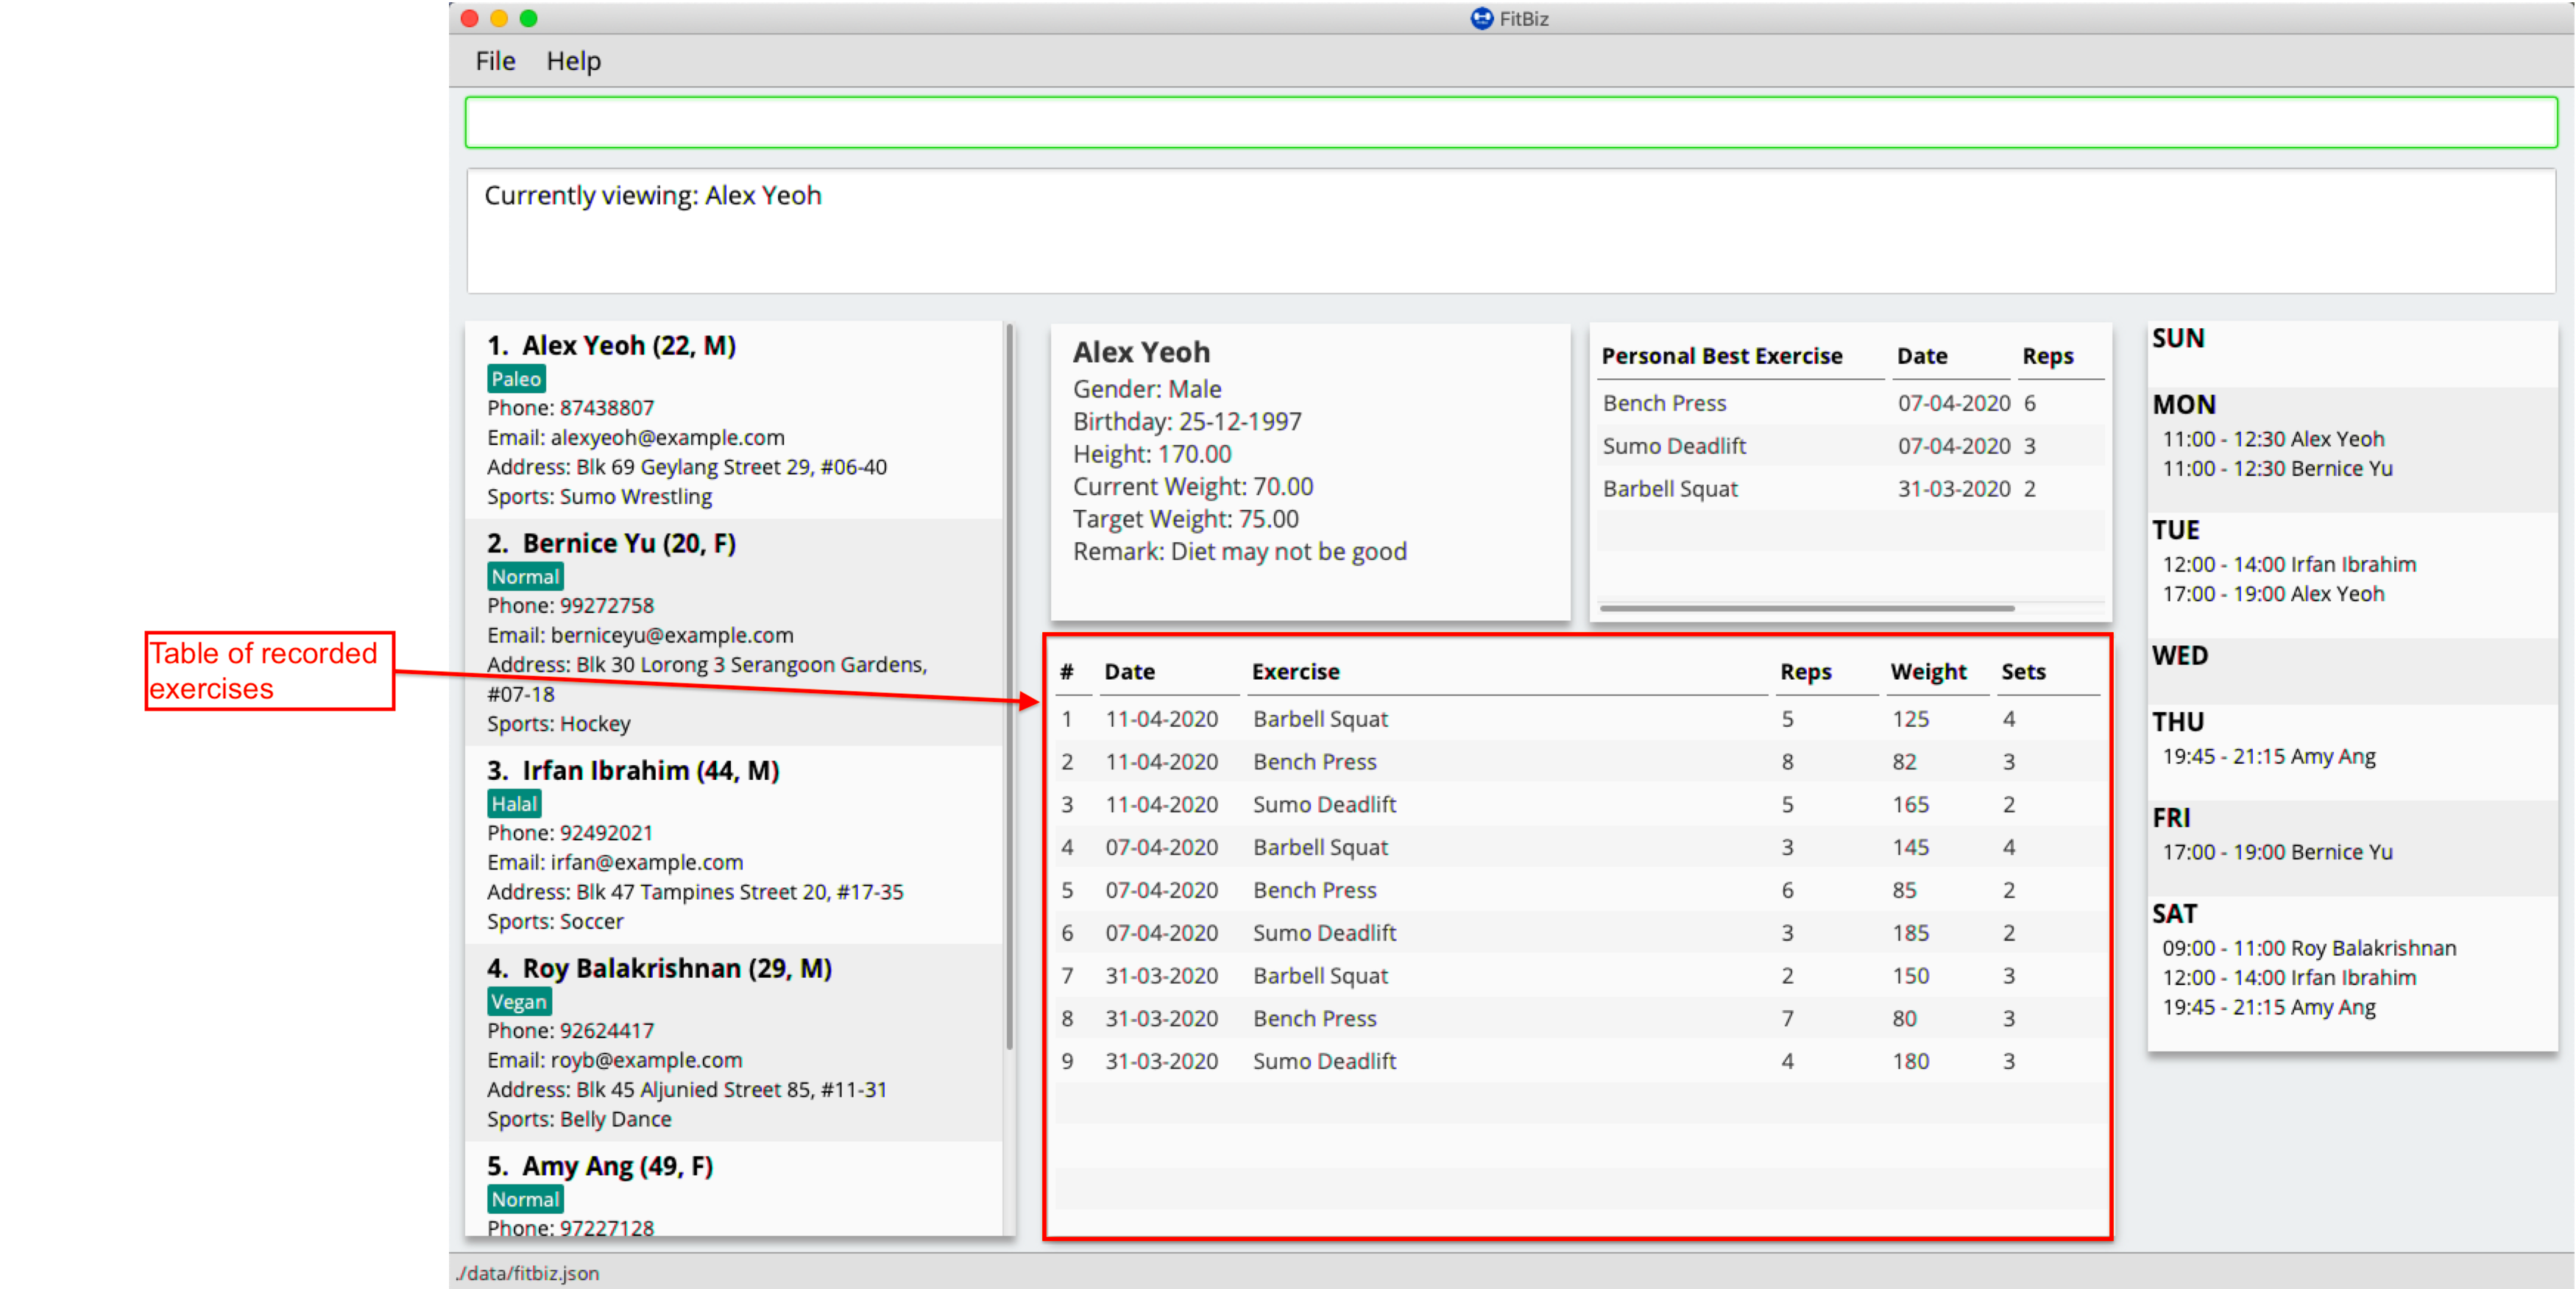 FitBiz
File Help
Currently viewing: Alex Yeoh
1. Alex Yeoh (22, M)
Paleo
Phone: 87438807
Email: alexyeoh@example.com
Address: Blk 69 Geylang Street 29, #06-40
Sports: Sumo Wrestling
2. Bernice Yu (20, F)
Normal
Phone: 99272758
Email: berniceyu@example.com
Address: Blk 30 Lorong 3 Serangoon Gardens,
#07-18
Sports: Hockey
3. Irfan Ibrahim (44, M)
Halal
Phone: 92492021
Email: irfan@example.com
Address: Blk 47 Tampines Street 20, #17-35
Sports: Soccer
4. Roy Balakrishnan (29, M)
Vegan
Phone: 92624417
Email: royb@example.com
Address: Blk 45 Aljunied Street 85, #11-31
Sports: Belly Dance
5. Amy Ang (49, F)
Normal
Phone: 97227128
Table of recorded
exercises
Alex Yeoh
Gender: Male
Birthday: 25-12-1997
Height: 170.00
Current Weight: 70.00
Target Weight: 75.00
Remark: Diet may not be good
Personal Best Exercise Date Reps
Bench Press 07-04-2020 6
Sumo Deadlift 07-04-2020 3
Barbell Squat 31-03-2020 2
# Date Exercise Reps Weight Sets
1 11-04-2020 Barbell Squat 5 125 4
2 11-04-2020 Bench Press 8 82 3
3 11-04-2020 Sumo Deadlift 5 165 2
4 07-04-2020 Barbell Squat 3 145 4
5 07-04-2020 Bench Press 6 85 2
6 07-04-2020 Sumo Deadlift 3 185 2
7 31-03-2020 Barbell Squat 2 150 3
8 31-03-2020 Bench Press 7 80 3
9 31-03-2020 Sumo Deadlift 4 180 3
SUN
MON
11:00 - 12:30 Alex Yeoh
11:00 - 12:30 Bernice Yu
TUE
12:00 - 14:00 Irfan Ibrahim
17:00 - 19:00 Alex Yeoh
WED
THU
19:45 - 21:15 Amy Ang
FRI
17:00 - 19:00 Bernice Yu
SAT
09:00 - 11:00 Roy Balakrishnan
12:00 - 14:00 Irfan Ibrahim
19:45 - 21:15 Amy Ang
./data/fitbiz.json